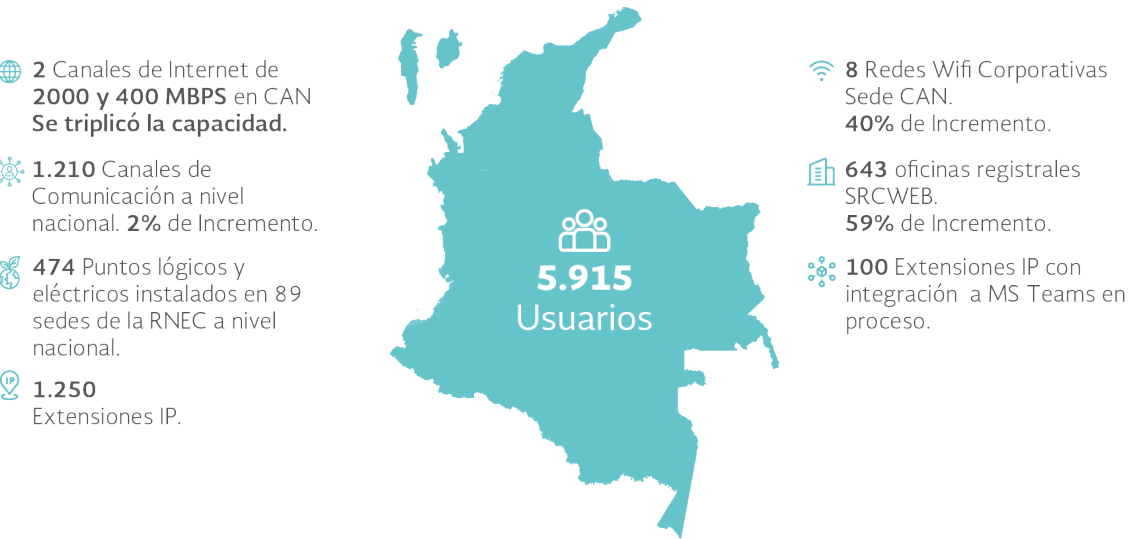 2 Canales de Internet de
2000 y 400 MBPS en CAN
Se triplicó la capacidad.
1.210 Canales de
Comunicación a nivel
nacional. 2% de Incremento.
474 Puntos lógicos y
eléctricos instalados en 89
sedes de la RNEC a nivel
nacional.
IP
1.250
Extensiones IP.
5.915
Usuarios
8 Redes Wifi Corporativas
Sede CAN.
40% de Incremento.
643 oficinas registrales
SRCWEB.
59% de Incremento.
100 Extensiones IP con
integración a MS Teams en
proceso.